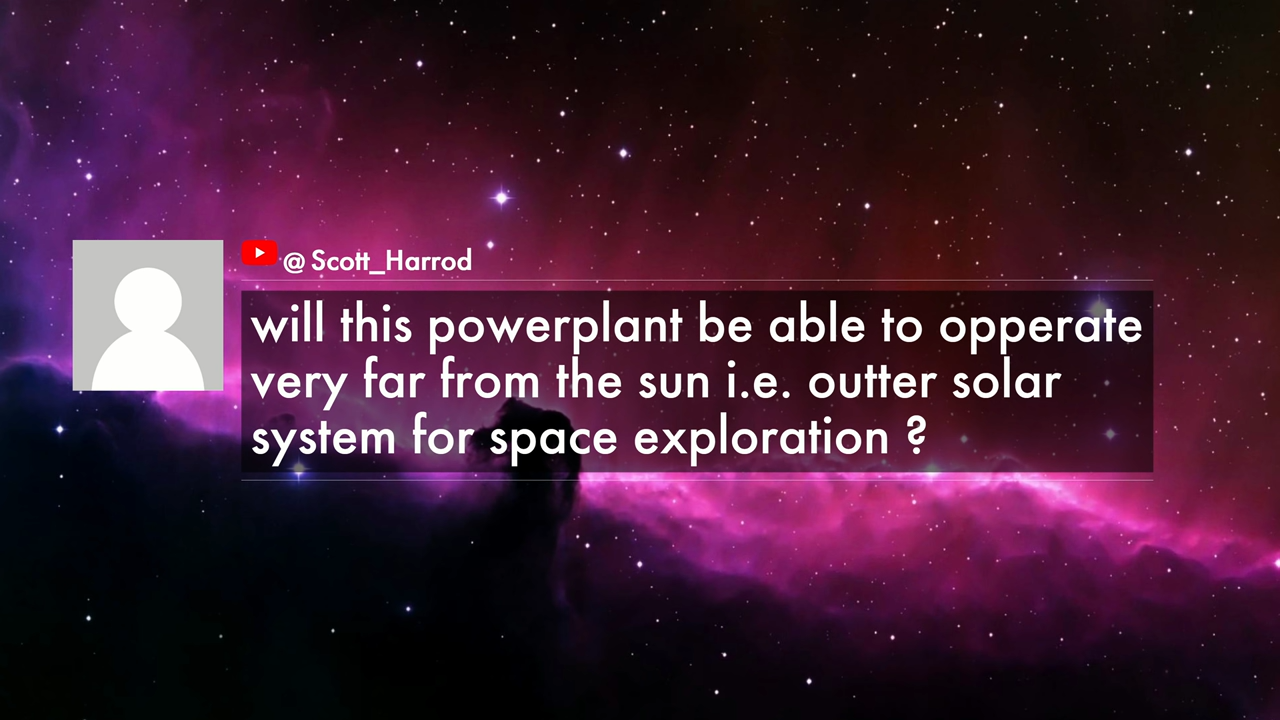 @ Scott_Harrod
will this powerplant be able to opperate
very far from the sun i.e. outter solar
system for space exploration ?